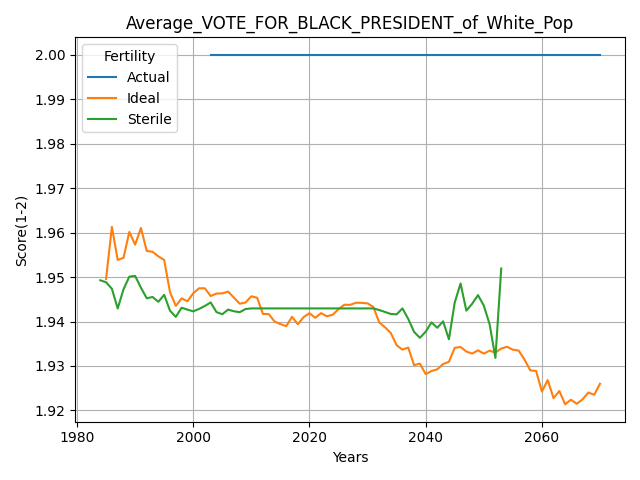 Average_VOTE_FOR_BLACK_PRESIDENT_of_White_Pop
Fertility
Actual
Ideal
Sterile
Score(1-2)
2.00
1.99
1.98
1.97
1.96
1.95
1.94
1.93
1.92
1980
2000
2020
2040
2060
Years